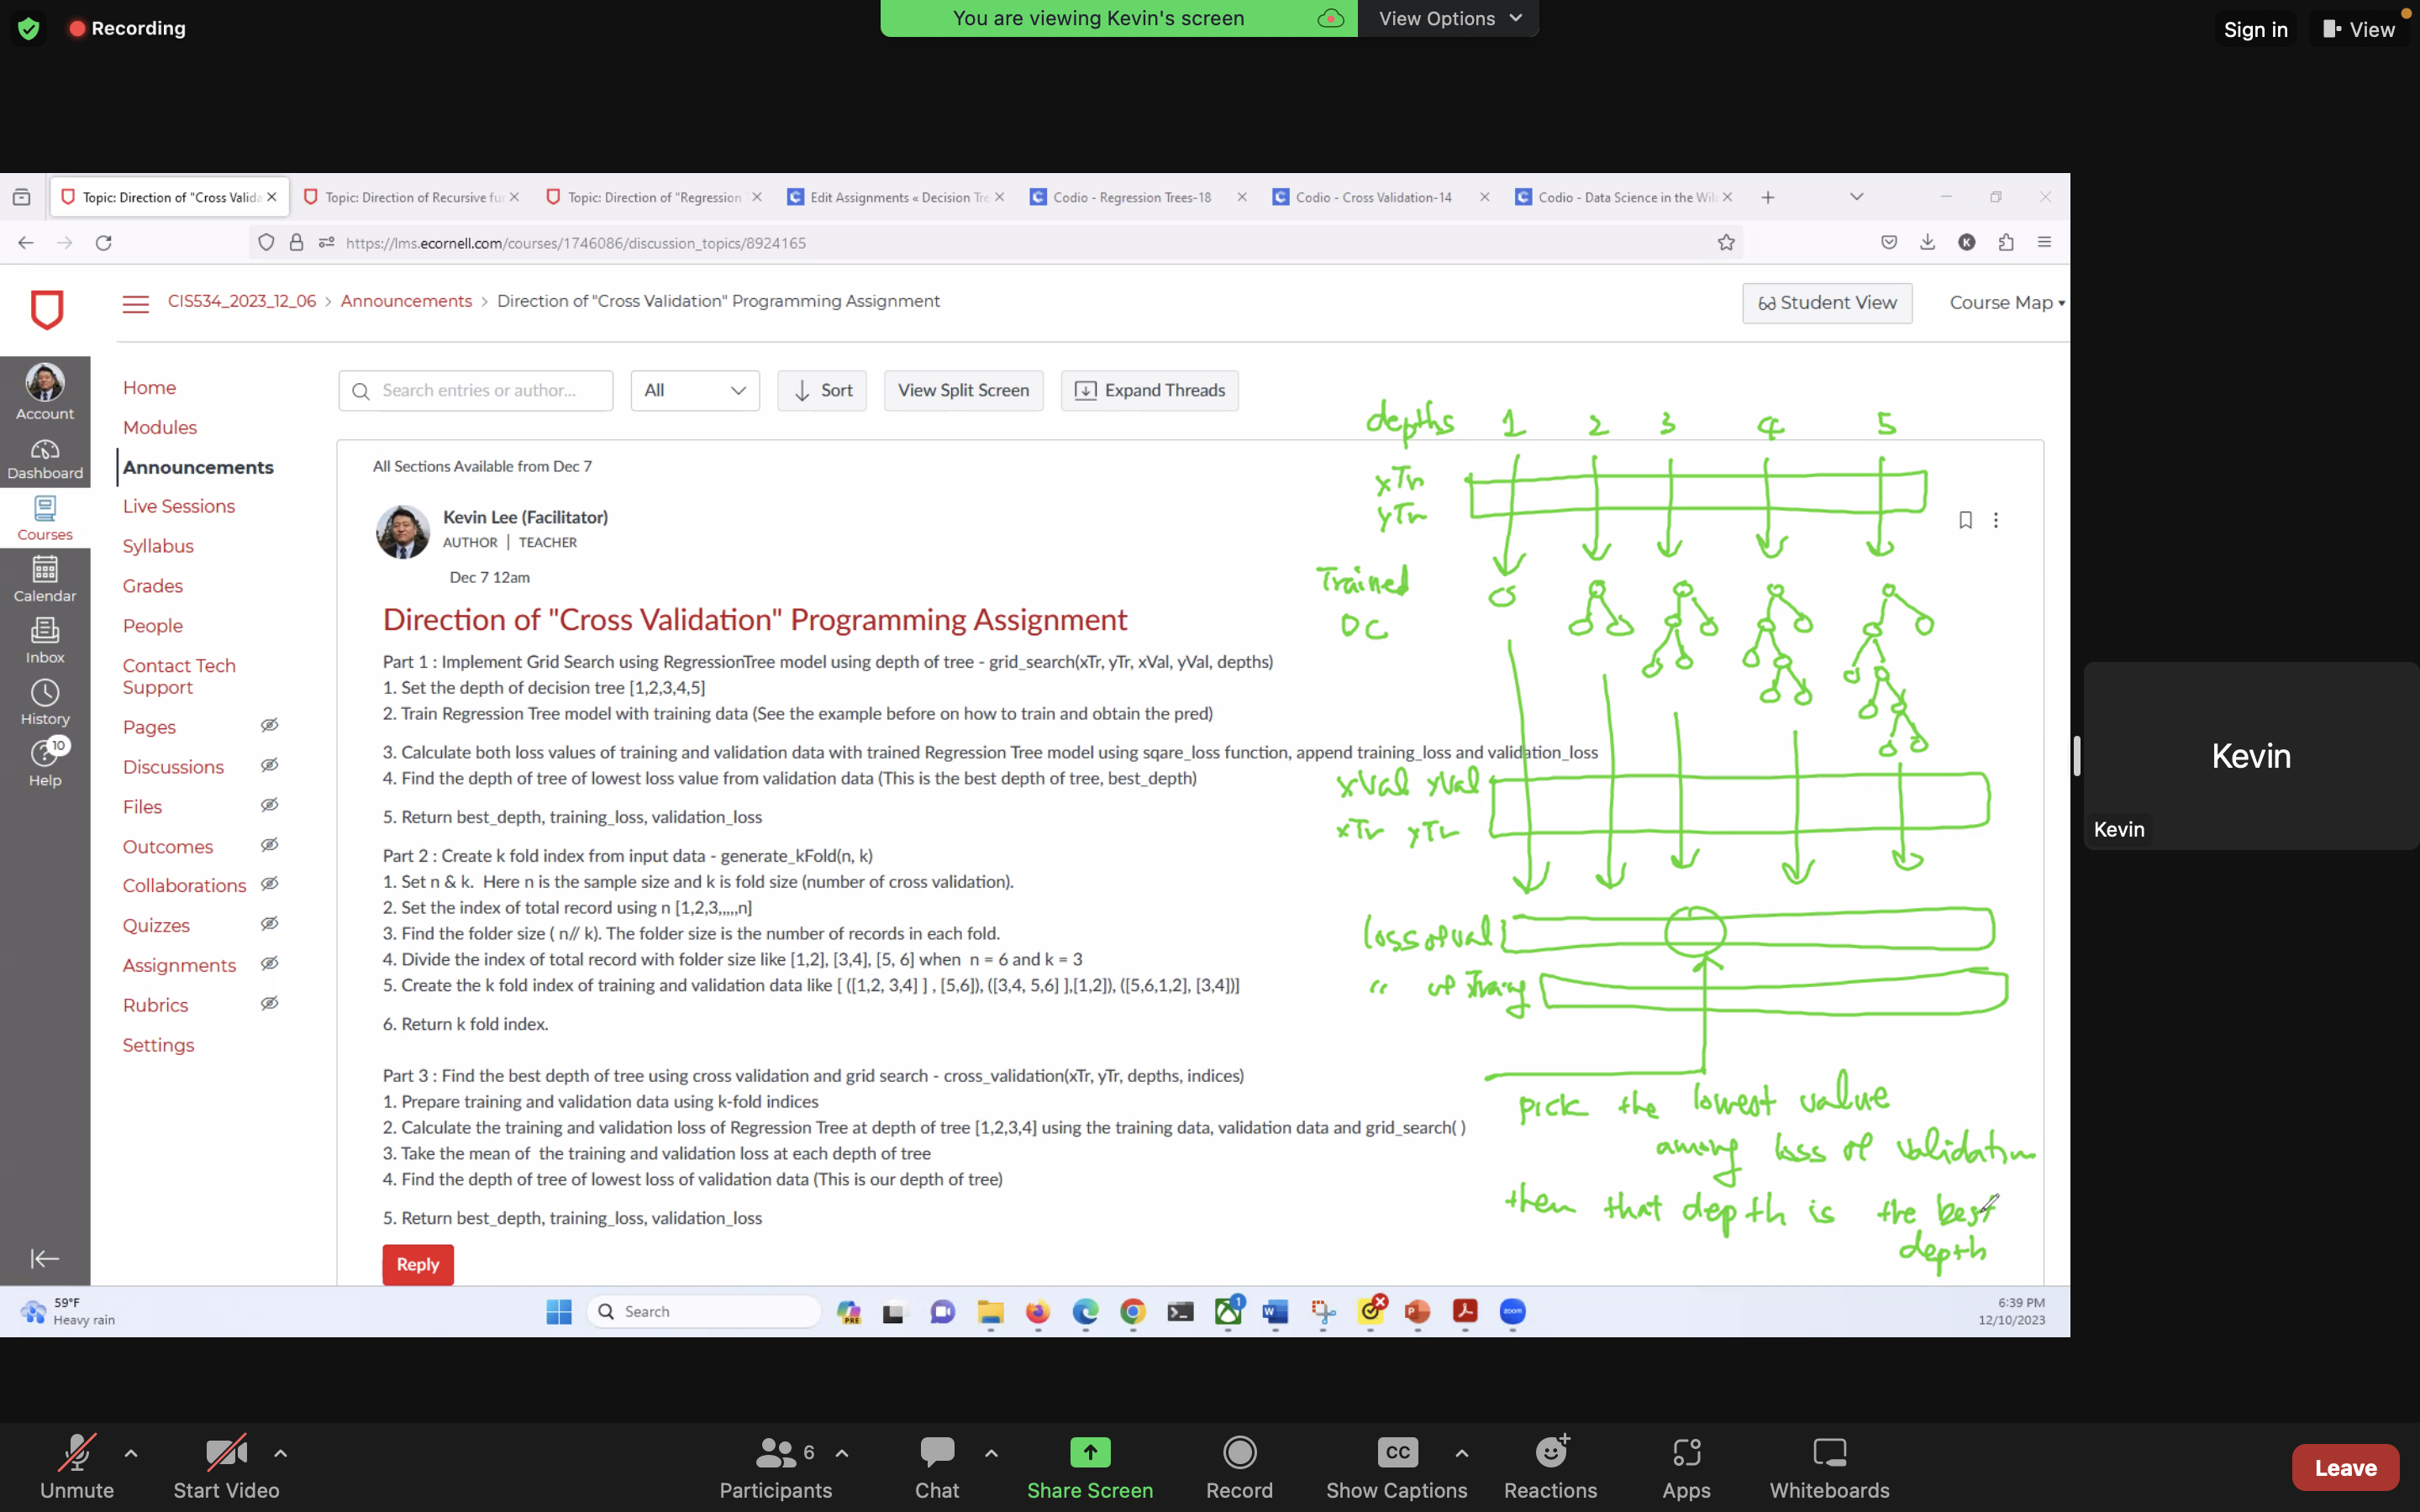 Recording
You are viewing Kevin's screen
View Options
Sign in
View
Topic: Direction of "Cross Valida
Topic: Direction of Recursive fu
Topic: Direction of "Regression
Edit Assignments « Decision Tre
Codio - Regression Trees-18
Codio - Cross Validation-14
Codio - Data Science in the Wil
https://lms.ecornell.com/courses/1746086/discussion_topics/8924165
K
CIS534_2023_12_06 › Announcements › Direction of "Cross Validation" Programming Assignment
Student View
Course Map
Account
Dashboard
Courses
Calendar
Inbox
History
10
Help
Home
Modules
Announcements
Live Sessions
Syllabus
Grades
People
Contact Tech
Support
Pages
Discussions
Files
Outcomes
Collaborations
Quizzes
Assignments
Rubrics
Settings
Search entries or author...
All
Sort
View Split Screen
Expand Threads
All Sections Available from Dec 7
Kevin Lee (Facilitator)
AUTHOR | TEACHER
Dec 7 12am
Direction of "Cross Validation" Programming Assignment
Part 1 : Implement Grid Search using RegressionTree model using depth of tree - grid_search(xTr, yTr, xVal, yVal, depths)
1. Set the depth of decision tree [1,2,3,4,5]
2. Train Regression Tree model with training data (See the example before on how to train and obtain the pred)
3. Calculate both loss values of training and validation data with trained Regression Tree model using sqare_loss function, append training_loss and validation_loss
4. Find the depth of tree of lowest loss value from validation data (This is the best depth of tree, best_depth)
5. Return best_depth, training_loss, validation_loss
Part 2 : Create k fold index from input data - generate_kFold(n, k)
1. Set n & k. Here n is the sample size and k is fold size (number of cross validation).
2. Set the index of total record using n [1,2,3,,,,,n]
3. Find the folder size ( n// k). The folder size is the number of records in each fold.
4. Divide the index of total record with folder size like [1,2], [3,4], [5, 6] when n = 6 and k = 3
5. Create the k fold index of training and validation data like [ ([1,2, 3,4] ] , [5,6]), ([3,4, 5,6] ],[1,2]), ([5,6,1,2], [3,4])]
6. Return k fold index.
Part 3 : Find the best depth of tree using cross validation and grid search - cross_validation(xTr, yTr, depths, indices)
1. Prepare training and validation data using k-fold indices
2. Calculate the training and validation loss of Regression Tree at depth of tree [1,2,3,4] using the training data, validation data and grid_search( )
3. Take the mean of the training and validation loss at each depth of tree
4. Find the depth of tree of lowest loss of validation data (This is our depth of tree)
5. Return best_depth, training_loss, validation_loss
Reply
depths 1 2 3 4 5
xTr
yTr
Trained
DC
xVal xVal
xTr yTr
loss of val
" of
pick the lowest value
among loss of validation
then that depth is the best
depth
Kevin
Kevin
59°F
Heavy rain
Search
PRE
1
zoom
6:39 PM
12/10/2023
Unmute
Start Video
6
Participants
Chat
Share Screen
Record
CC
Show Captions
Reactions
Apps
Whiteboards
Leave